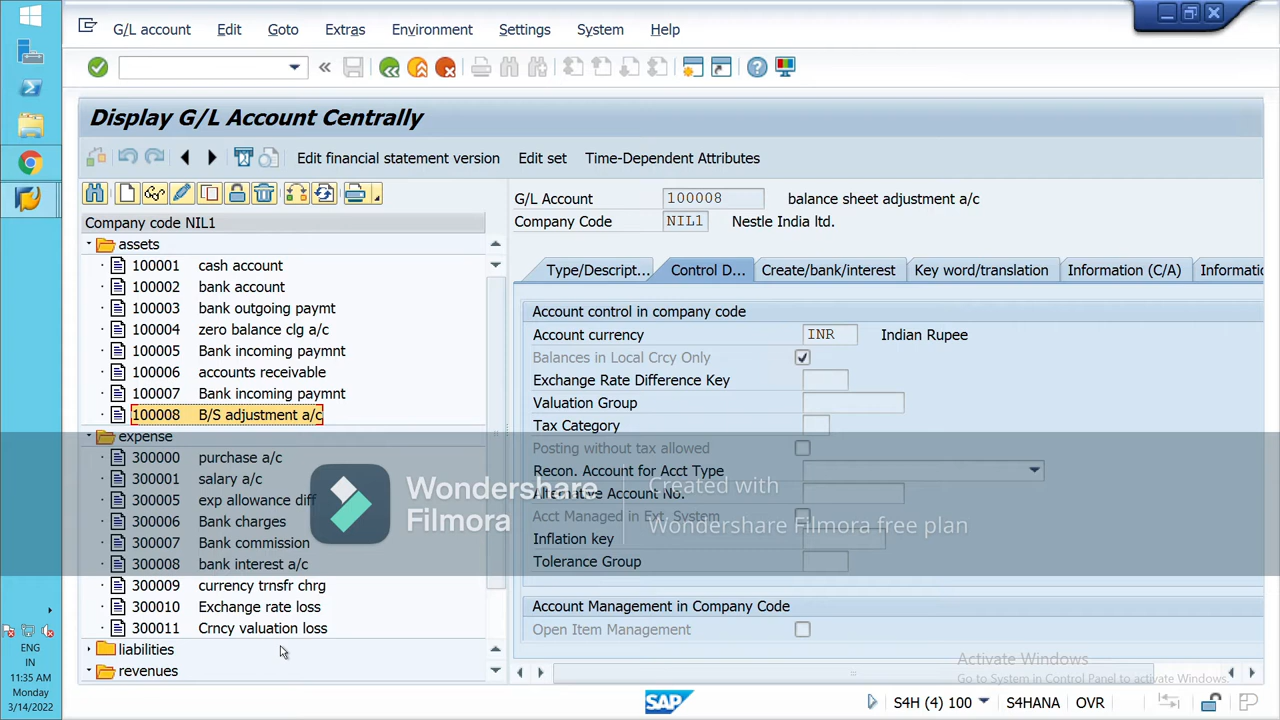 G/L account Edit Goto Extras Environment Settings System Help
Display G/L Account Centrally
Edit financial statement version Edit set Time-Dependent Attributes
Company code NIL1
assets
100001 cash account
100002 bank account
100003 bank outgoing paymt
100004 zero balance clg a/c
100005 Bank incoming paymnt
100006 accounts receivable
100007 Bank incoming paymnt
100008 B/S adjustment a/c
expense
300000 purchase a/c
300001 salary a/c
300005 exp allowance diff
300006 Bank charges
300007 Bank commission
300008 bank interest a/c
300009 currency trnsfr chrg
300010 Exchange rate loss
300011 Crncy valuation loss
liabilities
revenues
G/L Account 100008 balance sheet adjustment a/c
Company Code NIL1 Nestle India ltd.
Type/Descript... Control D... Create/bank/interest Key word/translation Information (C/A) Informatic
Account control in company code
Account currency INR Indian Rupee
Balances in Local Crcy Only
Exchange Rate Difference Key
Valuation Group
Tax Category
Posting without tax allowed
Recon. Account for Acct Type
Alternative Account No.
Acct Managed in Ext. System
Inflation key
Tolerance Group
Account Management in Company Code
Open Item Management
Wondershare
Filmora
Created with
Wondershare Filmora free plan
Activate Windows
Go to System in Control Panel to activate Windows.
SAP
S4H (4) 100 S4HANA OVR
ENG
IN
11:35 AM
Monday
3/14/2022